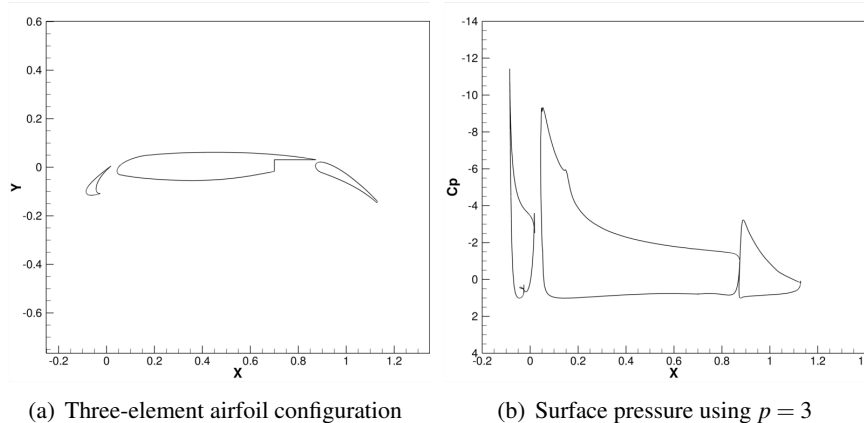 0.6
0.4
0.2
0
-0.2
-0.4
-0.6
Y
-0.2 0 0.2 0.4 0.6 0.8 1 1.2
X
-14
-12
-10
-8
-6
-4
-2
0
2
4
Cp
-0.2 0 0.2 0.4 0.6 0.8 1 1.2
X
(a) Three-element airfoil configuration
(b) Surface pressure using p = 3